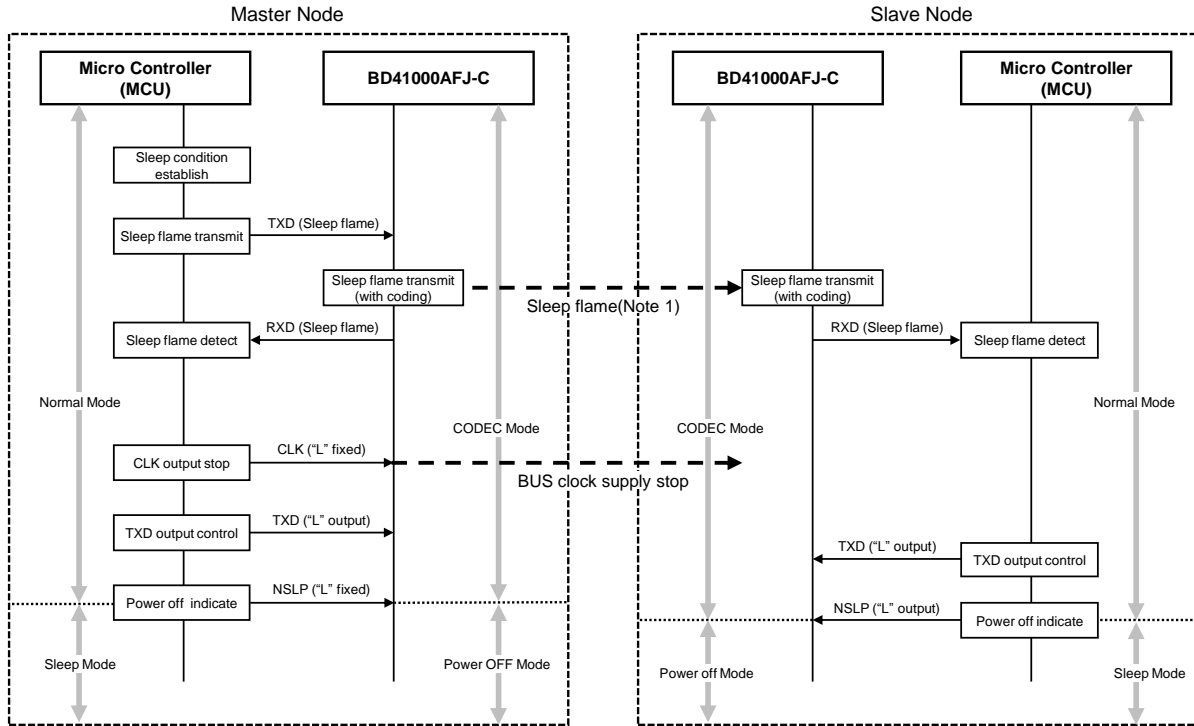 Master Node
Slave Node
Micro Controller
(MCU)
BD41000AFJ-C
BD41000AFJ-C
Micro Controller
(MCU)
Sleep condition
establish
Sleep flame transmit
TXD (Sleep flame)
Sleep flame transmit
(with coding)
Sleep flame(Note 1)
Sleep flame transmit
(with coding)
Sleep flame detect
RXD (Sleep flame)
RXD (Sleep flame)
Sleep flame detect
Normal Mode
CODEC Mode
CODEC Mode
Normal Mode
CLK output stop
CLK (“L” fixed)
BUS clock supply stop
TXD output control
TXD (“L” output)
TXD (“L” output)
TXD output control
Power off indicate
NSLP (“L” fixed)
NSLP (“L” output)
Power off indicate
Sleep Mode
Power OFF Mode
Power off Mode
Sleep Mode